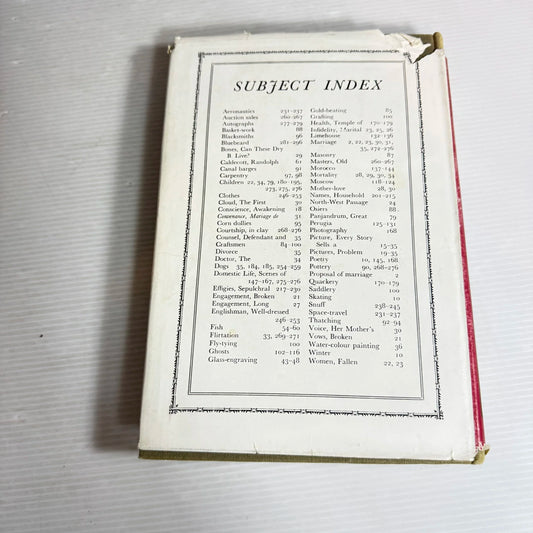 SUBJECT INDEX
Aeronautics 231-237
Auction sales 260-267
Autographs 277-279
Basket-work 88
Blacksmiths 96
Bluebeard 281-296
Bones, Can These Dry
B Live? 29
Caldecott, Randolph 61
Canal barges 91
Carpentry 97, 98
Children 22, 34, 79, 180-195,
273, 275, 276
Clothes 246-253
Cloud, The First 30
Conscience, Awakening 18
Convenance, Mariage de 31
Corn dollies 95
Courtship, in clay 268-276
Counsel, Defendant and 35
Craftsmen 84-100
Divorce 35
Doctor, The 34
Dogs 35, 184, 185, 254-259
Domestic Life, Scenes of
147-167, 275-276
Effigies, Sepulchral 217-230
Engagement, Broken 21
Engagement, Long 27
Englishman, Well-dressed
246-253
Fish 54-60
Flirtation 33, 269-271
Fly-tying 100
Ghosts 102-116
Glass-engraving 43-48
Gold-beating 85
Grafting 100
Health, Temple of 170-179
Infidelity, Marital 23, 25, 26
Limehouse 132-136
Marriage 2, 22, 23, 30, 31,
35, 272-276
Masonry 87
Masters, Old 260-267
Morocco 137-144
Mortality 28, 29, 30, 34
Moscow 118-124
Mother-love 28, 30
Names, Household 201-215
North-West Passage 24
Osiers 88
Panjandrum, Great 79
Perugia 125-131
Photography 168
Picture, Every Story
Sells a 15-35
Pictures, Problem 19-35
Poetry 10, 145, 168
Pottery 90, 268-276
Proposal of marriage 2
Quackery 170-179
Saddlery 100
Skating 10
Snuff 238-245
Space-travel 231-237
Thatching 92-94
Voice, Her Mother's 30
Vows, Broken 21
Water-colour painting 36
Winter 10
Women, Fallen 22, 23